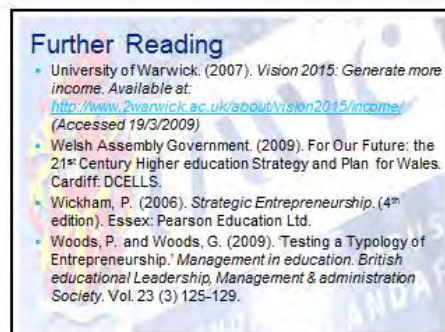 Further Reading
• University of Warwick. (2007). Vision 2015: Generate more
income. Available at:
http://www.2warwick.ac.uk/about/vision2015/income/
(Accessed 19/3/2009)
• Welsh Assembly Government. (2009). For Our Future: the
21st Century Higher education Strategy and Plan for Wales.
Cardiff: DCELLS.
• Wickham, P. (2006). Strategic Entrepreneurship. (4th
edition). Essex: Pearson Education Ltd.
• Woods, P. and Woods, G. (2009). 'Testing a Typology of
Entrepreneurship.' Management in education. British
educational Leadership, Management & administration
Society. Vol. 23 (3) 125-129.